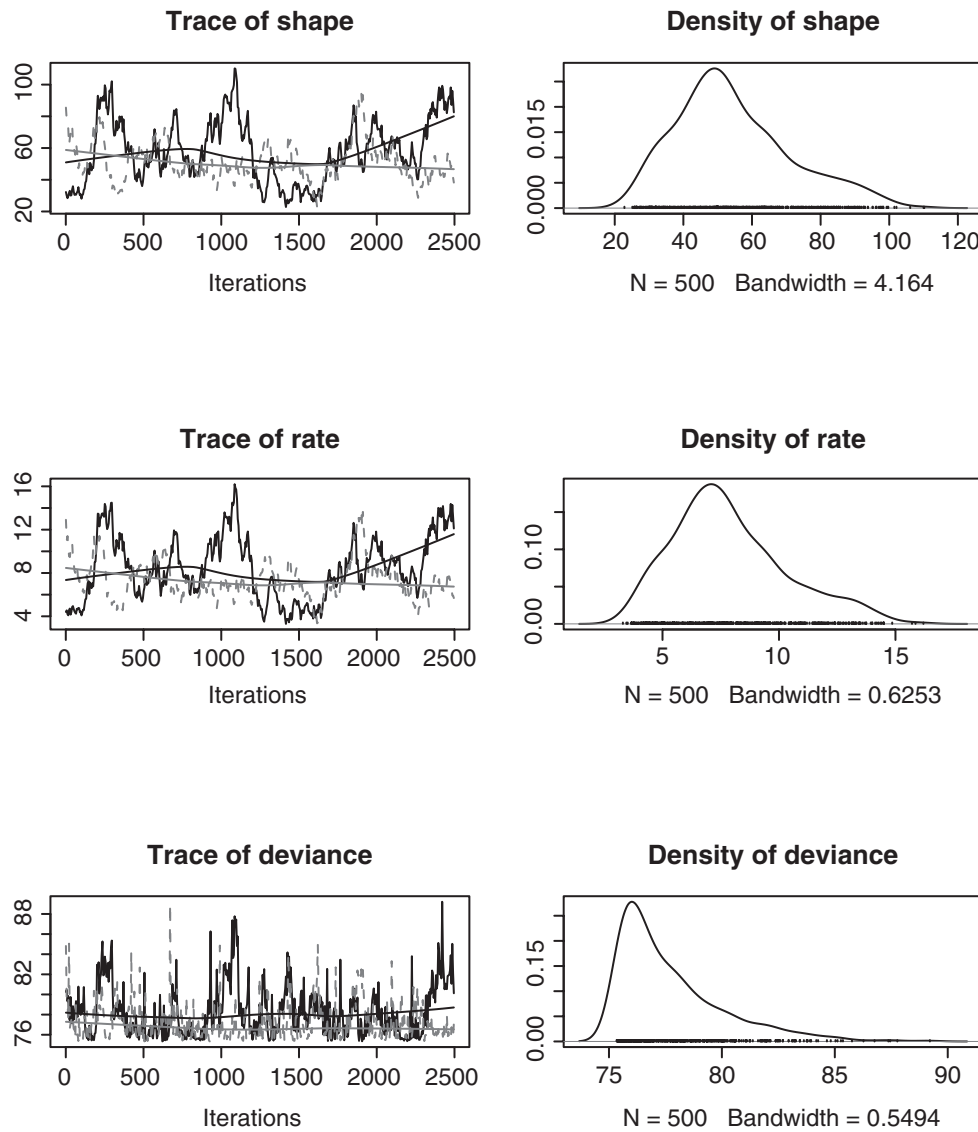 Trace of shape
20 60 100
0 500 1000 1500 2000 2500
Iterations
Density of shape
0.000 0.015
20 40 60 80 100 120
N = 500 Bandwidth = 4.164
Trace of rate
4 8 12 16
0 500 1000 1500 2000 2500
Iterations
Density of rate
0.00 0.10
5 10 15
N = 500 Bandwidth = 0.6253
Trace of deviance
76 82 88
0 500 1000 1500 2000 2500
Iterations
Density of deviance
0.00 0.15
75 80 85 90
N = 500 Bandwidth = 0.5494